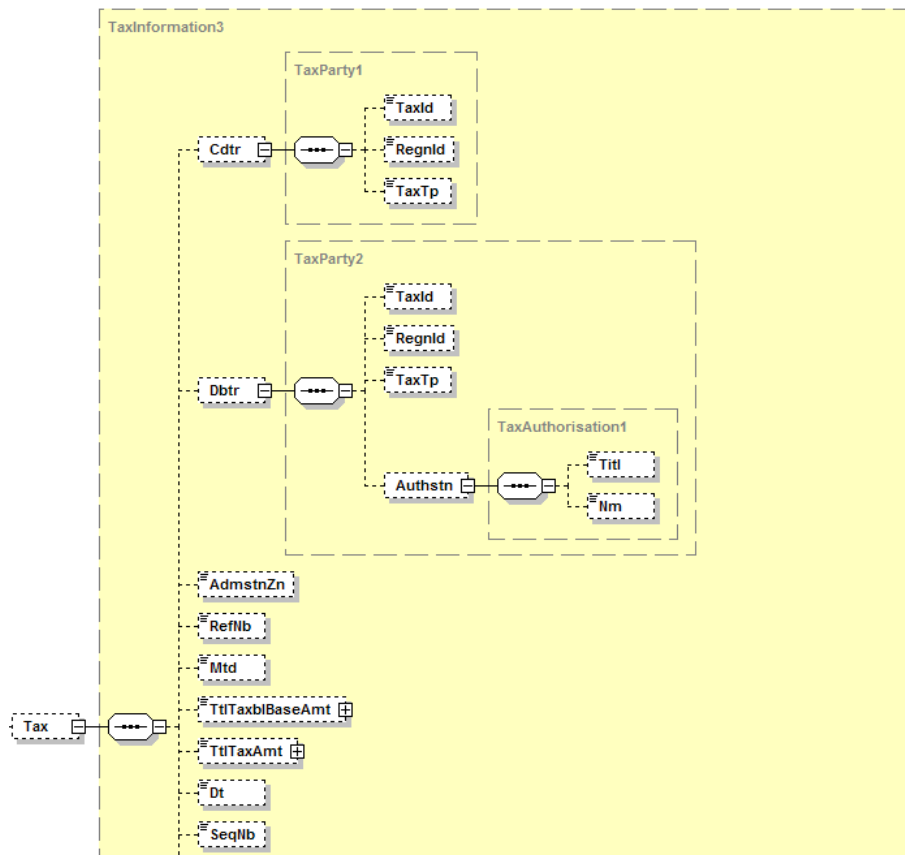 TaxInformation3
TaxParty1
TaxId
Cdtr
RegnId
TaxTp
TaxParty2
TaxId
RegnId
Dbtr
TaxTp
TaxAuthorisation1
Titl
Authstn
Nm
AdmstnZn
RefNb
Mtd
TtlTaxblBaseAmt
Tax
TtlTaxAmt
Dt
SeqNb